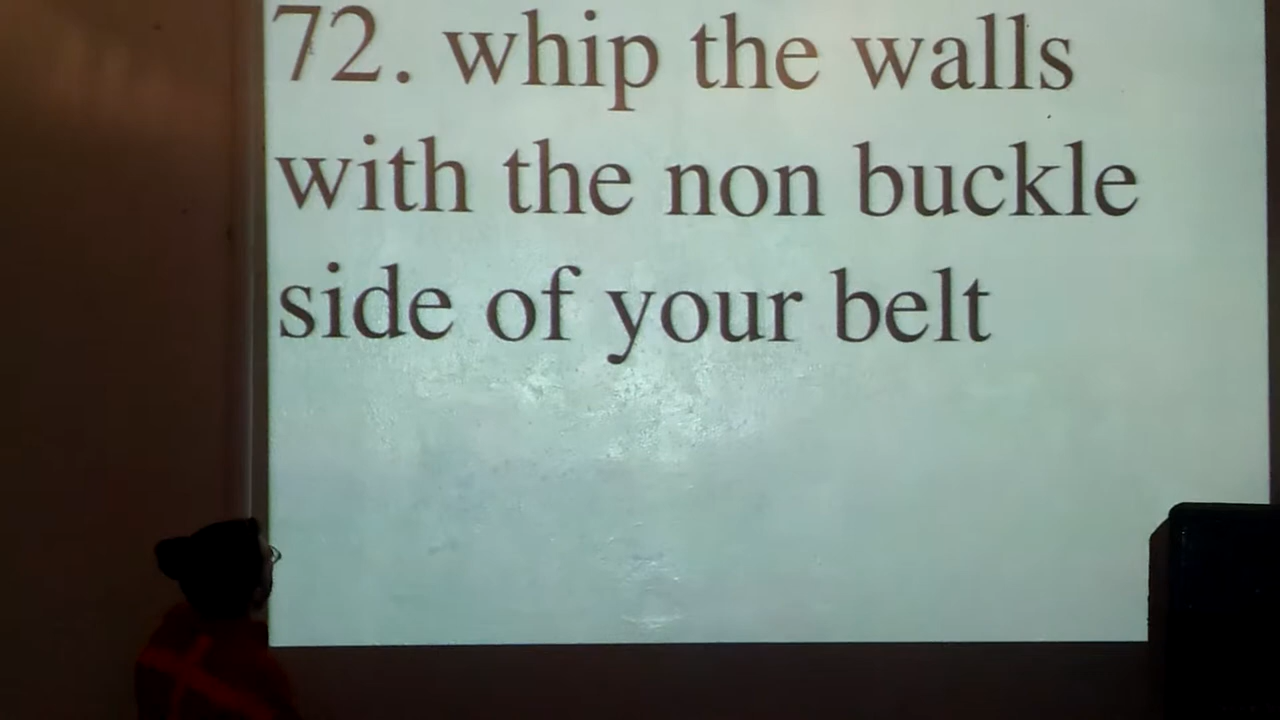 72. whip the walls
with the non buckle
side of your belt